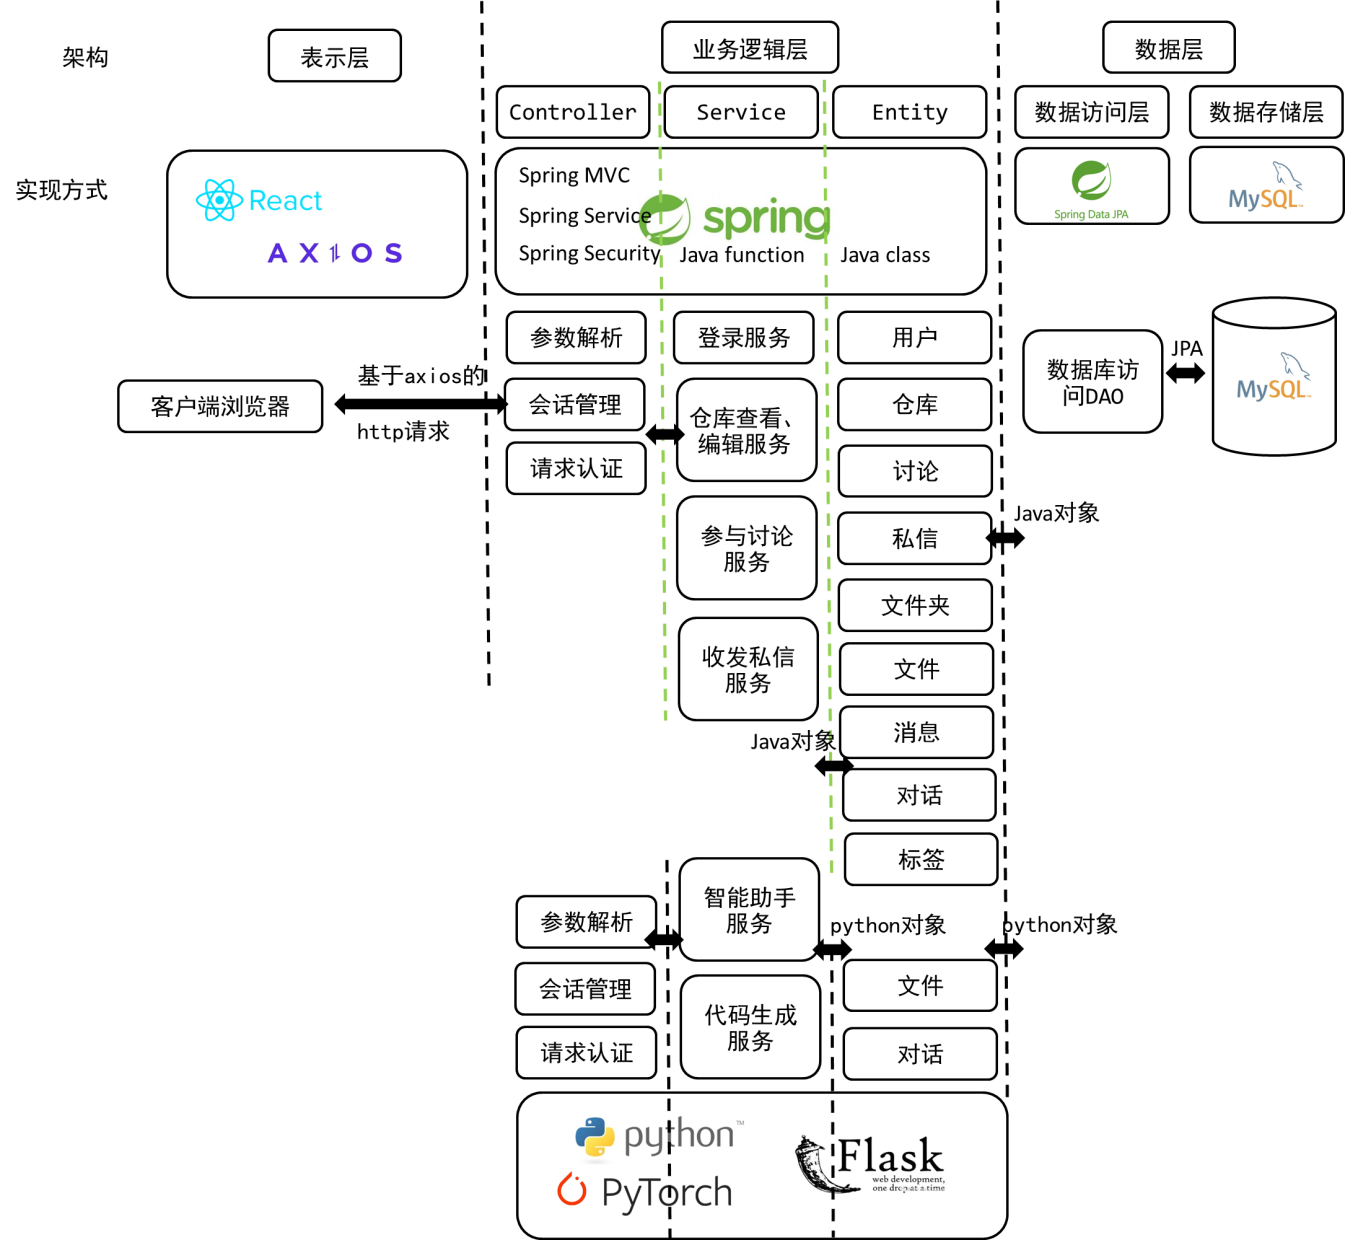 架构
表示层
业务逻辑层
数据层
Controller
Service
Entity
数据访问层
数据存储层
实现方式
React
AXIOS
Spring MVC
Spring Service
Spring Security
spring
Java function
Java class
Spring Data JPA
MySQL™
参数解析
登录服务
用户
客户端浏览器
基于axios的
http请求
会话管理
请求认证
仓库查看、
编辑服务
仓库
讨论
数据库访
问DAO
JPA
MySQL™
参与讨论
服务
私信
Java对象
文件夹
收发私信
服务
文件
消息
Java对象
对话
标签
参数解析
会话管理
请求认证
智能助手
服务
代码生成
服务
python对象
python对象
文件
对话
python™
PyTorch
Flask
web development,
one drop at a time